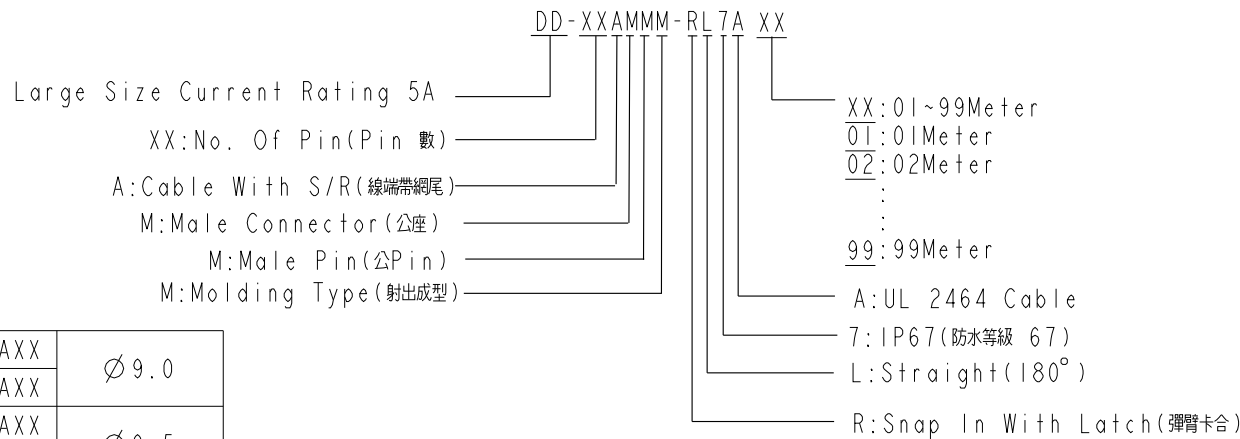 DD-XXAMMM-RL7A XX
Large Size Current Rating 5A
XX:No. Of Pin(Pin 數)
A:Cable With S/R(線端帶網尾)
M:Male Connector(公座)
M:Male Pin(公Pin)
M:Molding Type(射出成型)
XX:01~99Meter
01:01Meter
02:02Meter
:
:
99:99Meter
A:UL 2464 Cable
7:IP67(防水等級 67)
L:Straight(180°)
R:Snap In With Latch(彈臂卡合)
AXX
Ø9.0
AXX
AXX